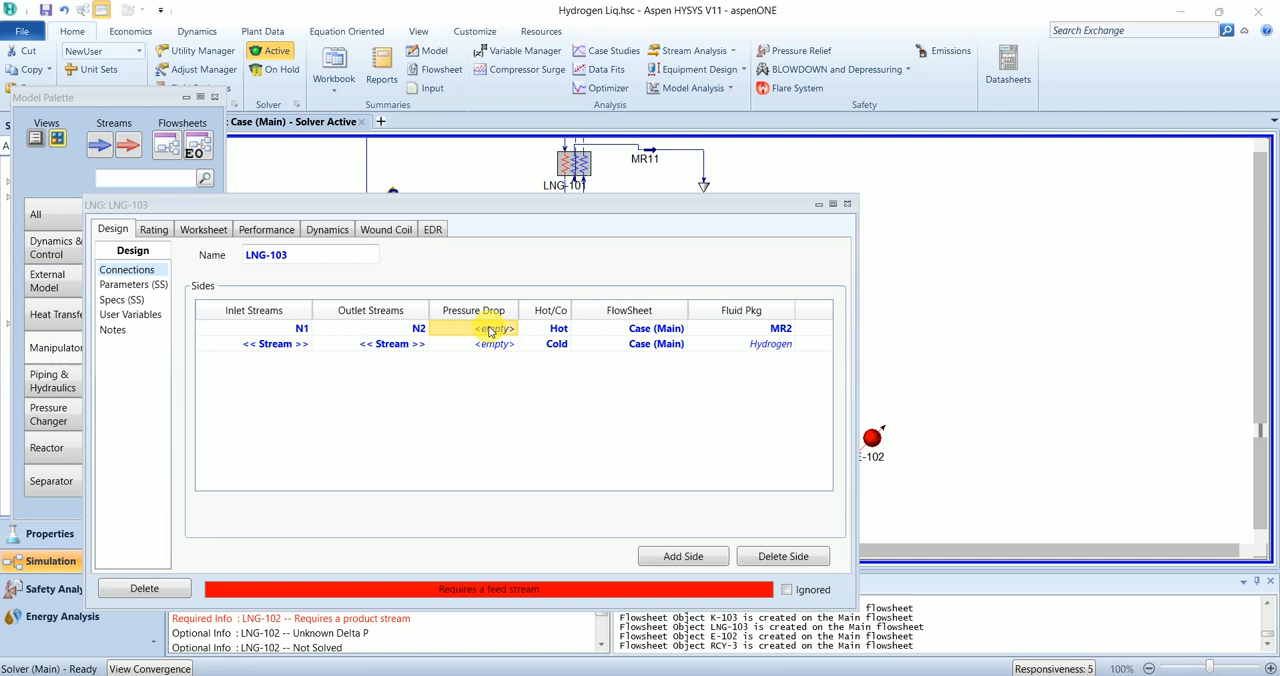 Hydrogen Liq.hsc - Aspen HYSYS V11 - aspenONE
File Home Economics Dynamics Plant Data Equation Oriented View Customize Resources Search Exchange
Cut NewUser Utility Manager Active Model Variable Manager Case Studies Stream Analysis Pressure Relief Emissions
Copy Unit Sets Adjust Manager On Hold Workbook Reports Flowsheet Compressor Surge Data Fits Equipment Design BLOWDOWN and Depressuring Datasheets
Input Optimizer Model Analysis Flare System
Solver Summaries Analysis Safety
Model Palette
Case (Main) - Solver Active
Views Streams Flowsheets
EO
MR11
LNG-101
All
Dynamics & Control
External Model
Heat Transfe
Manipulator
Piping & Hydraulics
Pressure Changer
Reactor
Separator
LNG: LNG-103
Design Rating Worksheet Performance Dynamics Wound Coil EDR
Design
Connections
Parameters (SS)
Specs (SS)
User Variables
Notes
Name LNG-103
Sides
Inlet Streams Outlet Streams Pressure Drop Hot/Co FlowSheet Fluid Pkg
N1 N2 <empty> Hot Case (Main) MR2
<< Stream >> << Stream >> <empty> Cold Case (Main) Hydrogen
Add Side Delete Side
Delete Requires a feed stream Ignored
E-102
Properties
Simulation
Safety Analy
Energy Analysis
Required Info : LNG-102 -- Requires a product stream
Optional Info : LNG-102 -- Unknown Delta P
Optional Info : LNG-102 -- Not Solved
flowsheet
Flowsheet Object K-103 is created on the Main flowsheet
Flowsheet Object LNG-103 is created on the Main flowsheet
Flowsheet Object E-102 is created on the Main flowsheet
Flowsheet Object RCY-3 is created on the Main flowsheet
Solver (Main) - Ready View Convergence Responsiveness: 5 100%